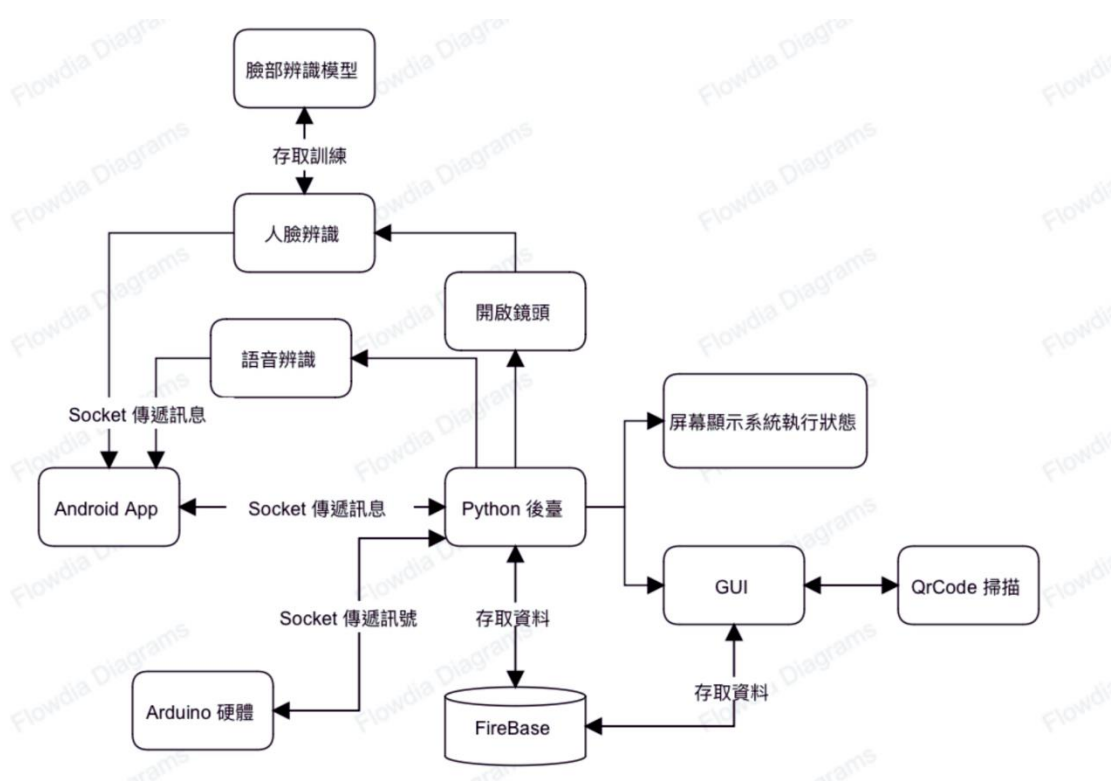 臉部辨識模型
存取訓練
人臉辨識
開啟鏡頭
語音辨識
屏幕顯示系統執行狀態
Socket 傳遞訊息
Android App
Socket 傳遞訊息
Python 後臺
GUI
QrCode 掃描
Socket 傳遞訊號
存取資料
存取資料
Arduino 硬體
FireBase
Flowdia Diagrams